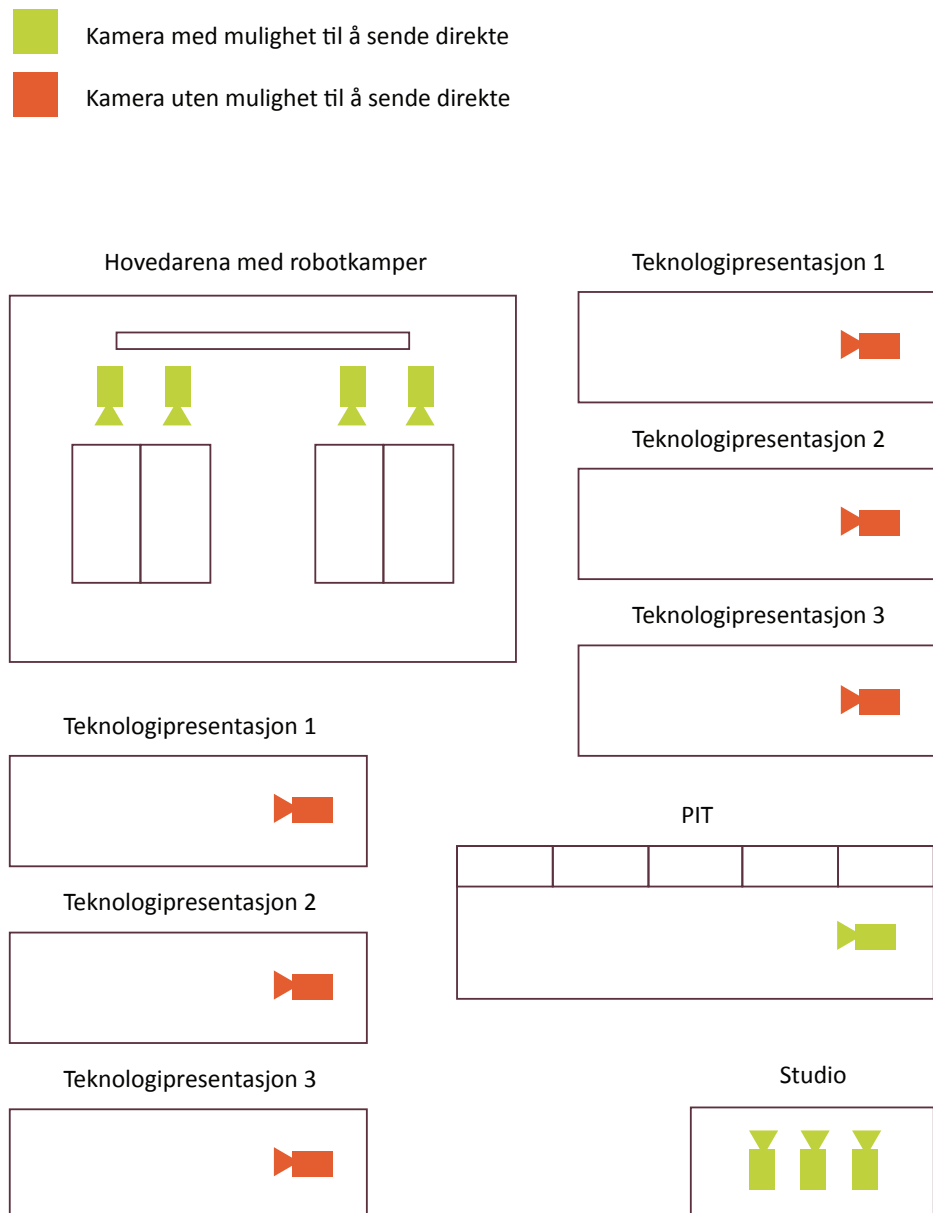 Kamera med mulighet til å sende direkte
Kamera uten mulighet til å sende direkte
Hovedarena med robotkamper
Teknologipresentasjon 1
Teknologipresentasjon 2
Teknologipresentasjon 3
Teknologipresentasjon 1
Teknologipresentasjon 2
Teknologipresentasjon 3
PIT
Studio